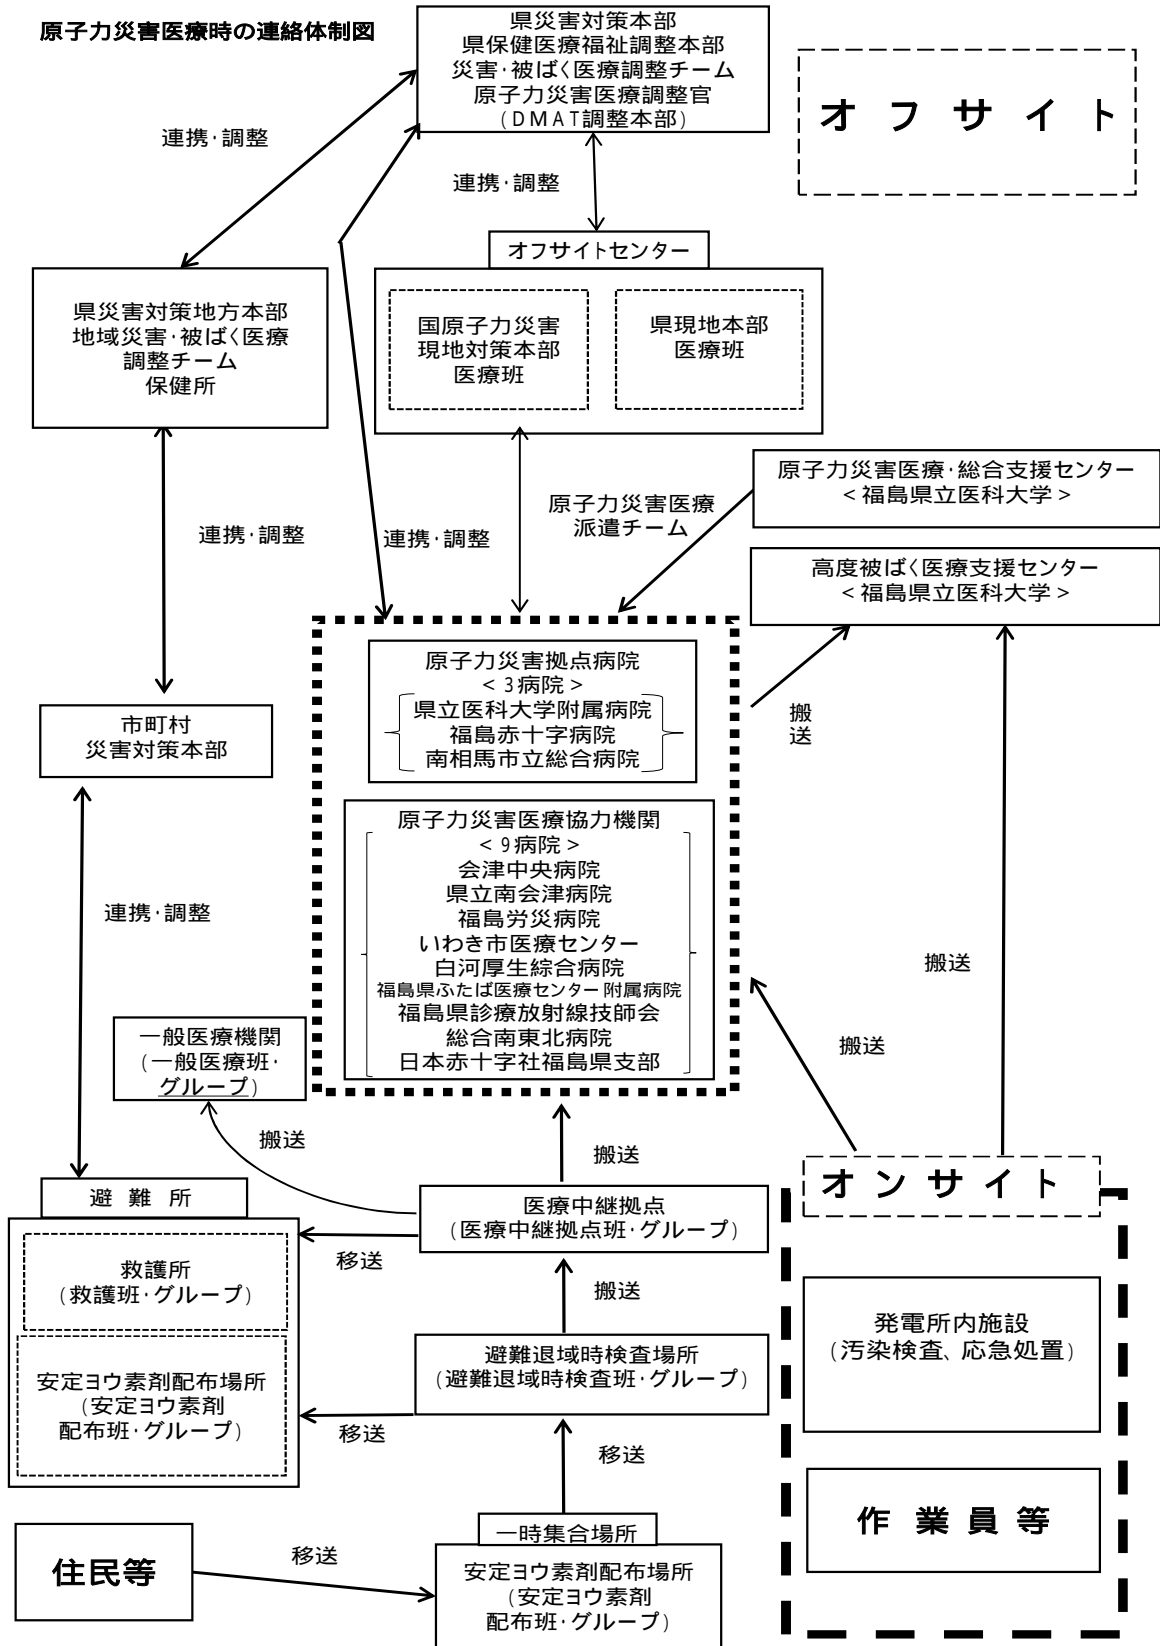 原子力災害医療時の連絡体制図
県災害対策本部
県保健医療福祉調整本部
災害・被ばく医療調整チーム
原子力災害医療調整官
(DMAT調整本部)
オフサイト
連携・調整
連携・調整
オフサイトセンター
県災害対策地方本部
地域災害・被ばく医療
調整チーム
保健所
国原子力災害
現地対策本部
医療班
県現地本部
医療班
原子力災害医療・総合支援センター
<福島県立医科大学>
連携・調整
連携・調整
原子力災害医療
派遣チーム
高度被ばく医療支援センター
<福島県立医科大学>
原子力災害拠点病院
<3病院>
県立医科大学附属病院
福島赤十字病院
南相馬市立総合病院
搬送
市町村
災害対策本部
原子力災害医療協力機関
<9病院>
会津中央病院
県立南会津病院
福島労災病院
いわき市医療センター
白河厚生綜合病院
福島県ふたば医療センター附属病院
福島県診療放射線技師会
総合南東北病院
日本赤十字社福島県支部
連携・調整
搬送
搬送
一般医療機関
(一般医療班・
グループ)
搬送
搬送
オンサイト
避難所
医療中継拠点
(医療中継拠点班・グループ)
移送
救護所
(救護班・グループ)
搬送
発電所内施設
(汚染検査、応急処置)
避難退域時検査場所
(避難退域時検査班・グループ)
安定ヨウ素剤配布場所
(安定ヨウ素剤
配布班・グループ)
移送
移送
作業員等
一時集合場所
住民等
移送
安定ヨウ素剤配布場所
(安定ヨウ素剤
配布班・グループ)